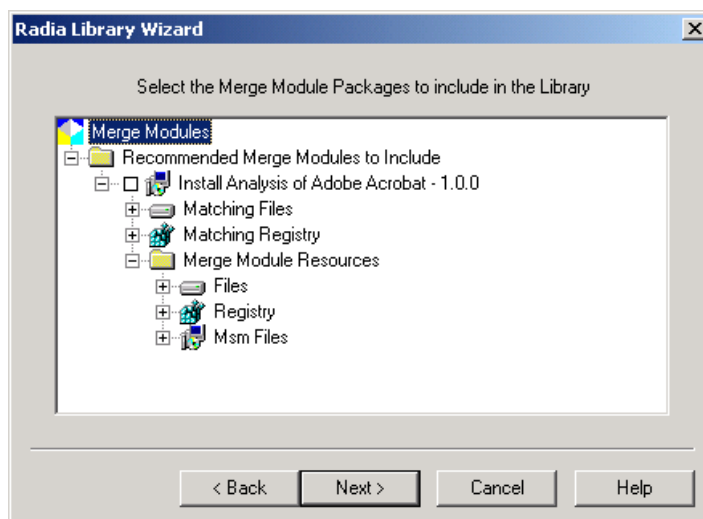 Radia Library Wizard
Select the Merge Module Packages to include in the Library
Merge Modules
Recommended Merge Modules to Include
Install Analysis of Adobe Acrobat - 1.0.0
Matching Files
Matching Registry
Merge Module Resources
Files
Registry
Msm Files
< Back Next > Cancel Help